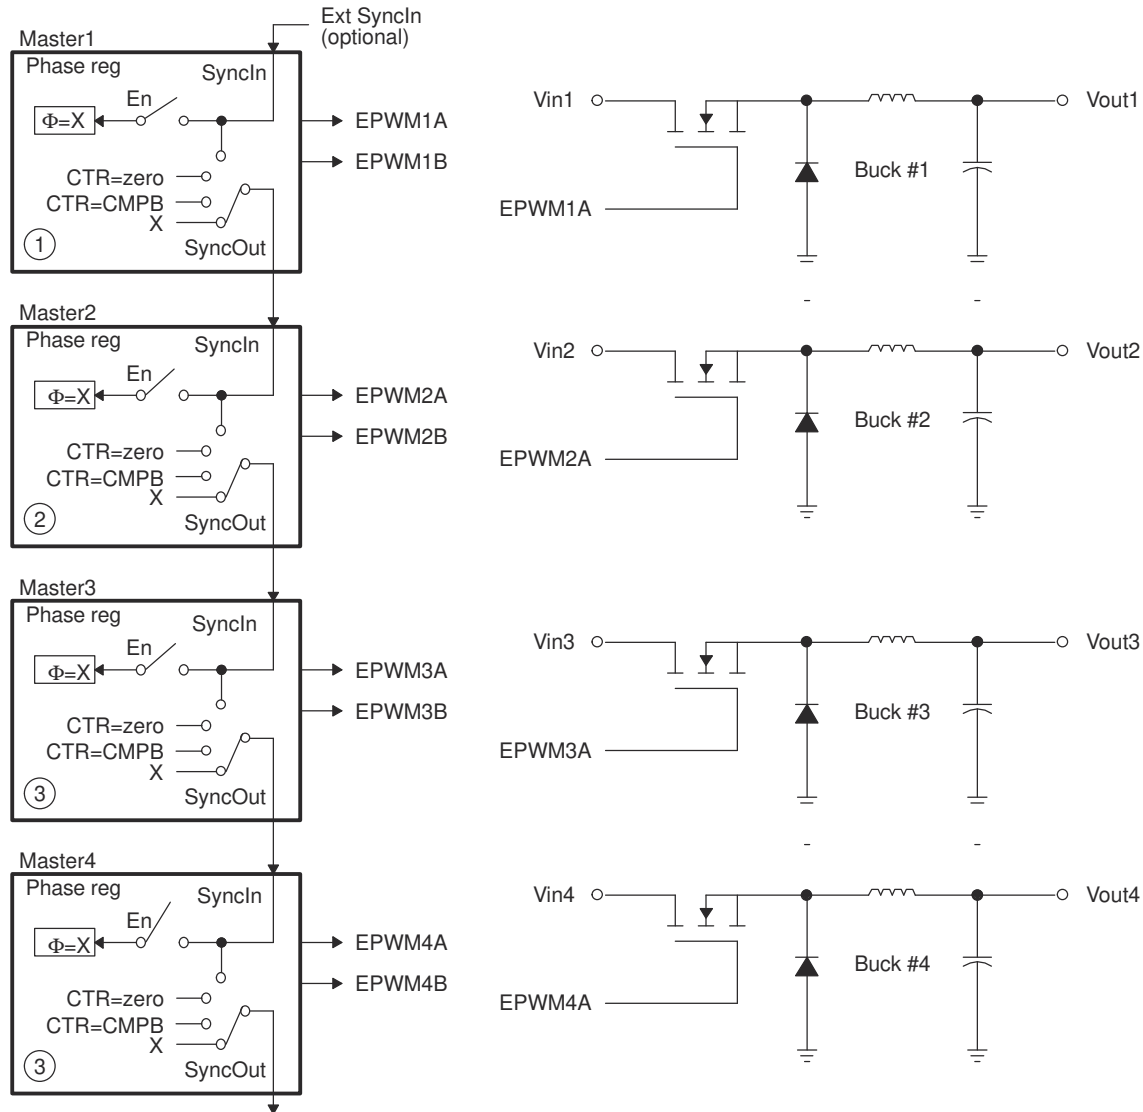 Ext SyncIn
(optional)
Master1
Phase reg
SyncIn
En
Φ=X
EPWM1A
EPWM1B
CTR=zero
CTR=CMPB
X
SyncOut
1
Vin1
Vout1
Buck #1
EPWM1A
Master2
Phase reg
SyncIn
En
Φ=X
EPWM2A
EPWM2B
CTR=zero
CTR=CMPB
X
SyncOut
2
Vin2
Vout2
Buck #2
EPWM2A
Master3
Phase reg
SyncIn
En
Φ=X
EPWM3A
EPWM3B
CTR=zero
CTR=CMPB
X
SyncOut
3
Vin3
Vout3
Buck #3
EPWM3A
Master4
Phase reg
SyncIn
En
Φ=X
EPWM4A
EPWM4B
CTR=zero
CTR=CMPB
X
SyncOut
3
Vin4
Vout4
Buck #4
EPWM4A